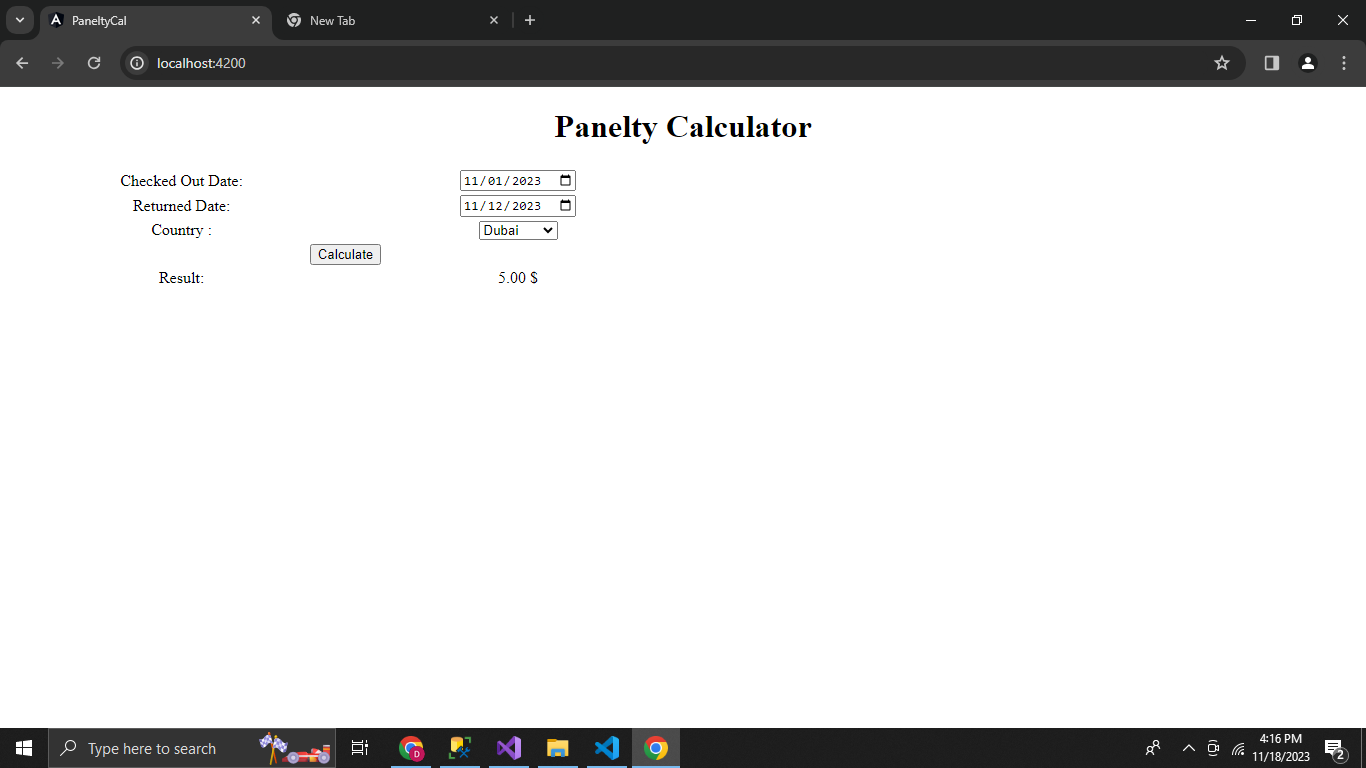 PaneltyCal
New Tab
localhost:4200
Panelty Calculator
Checked Out Date: 11/01/2023
Returned Date: 11/12/2023
Country : Dubai
Calculate
Result: 5.00 $
Type here to search
D
4:16 PM
11/18/2023
2